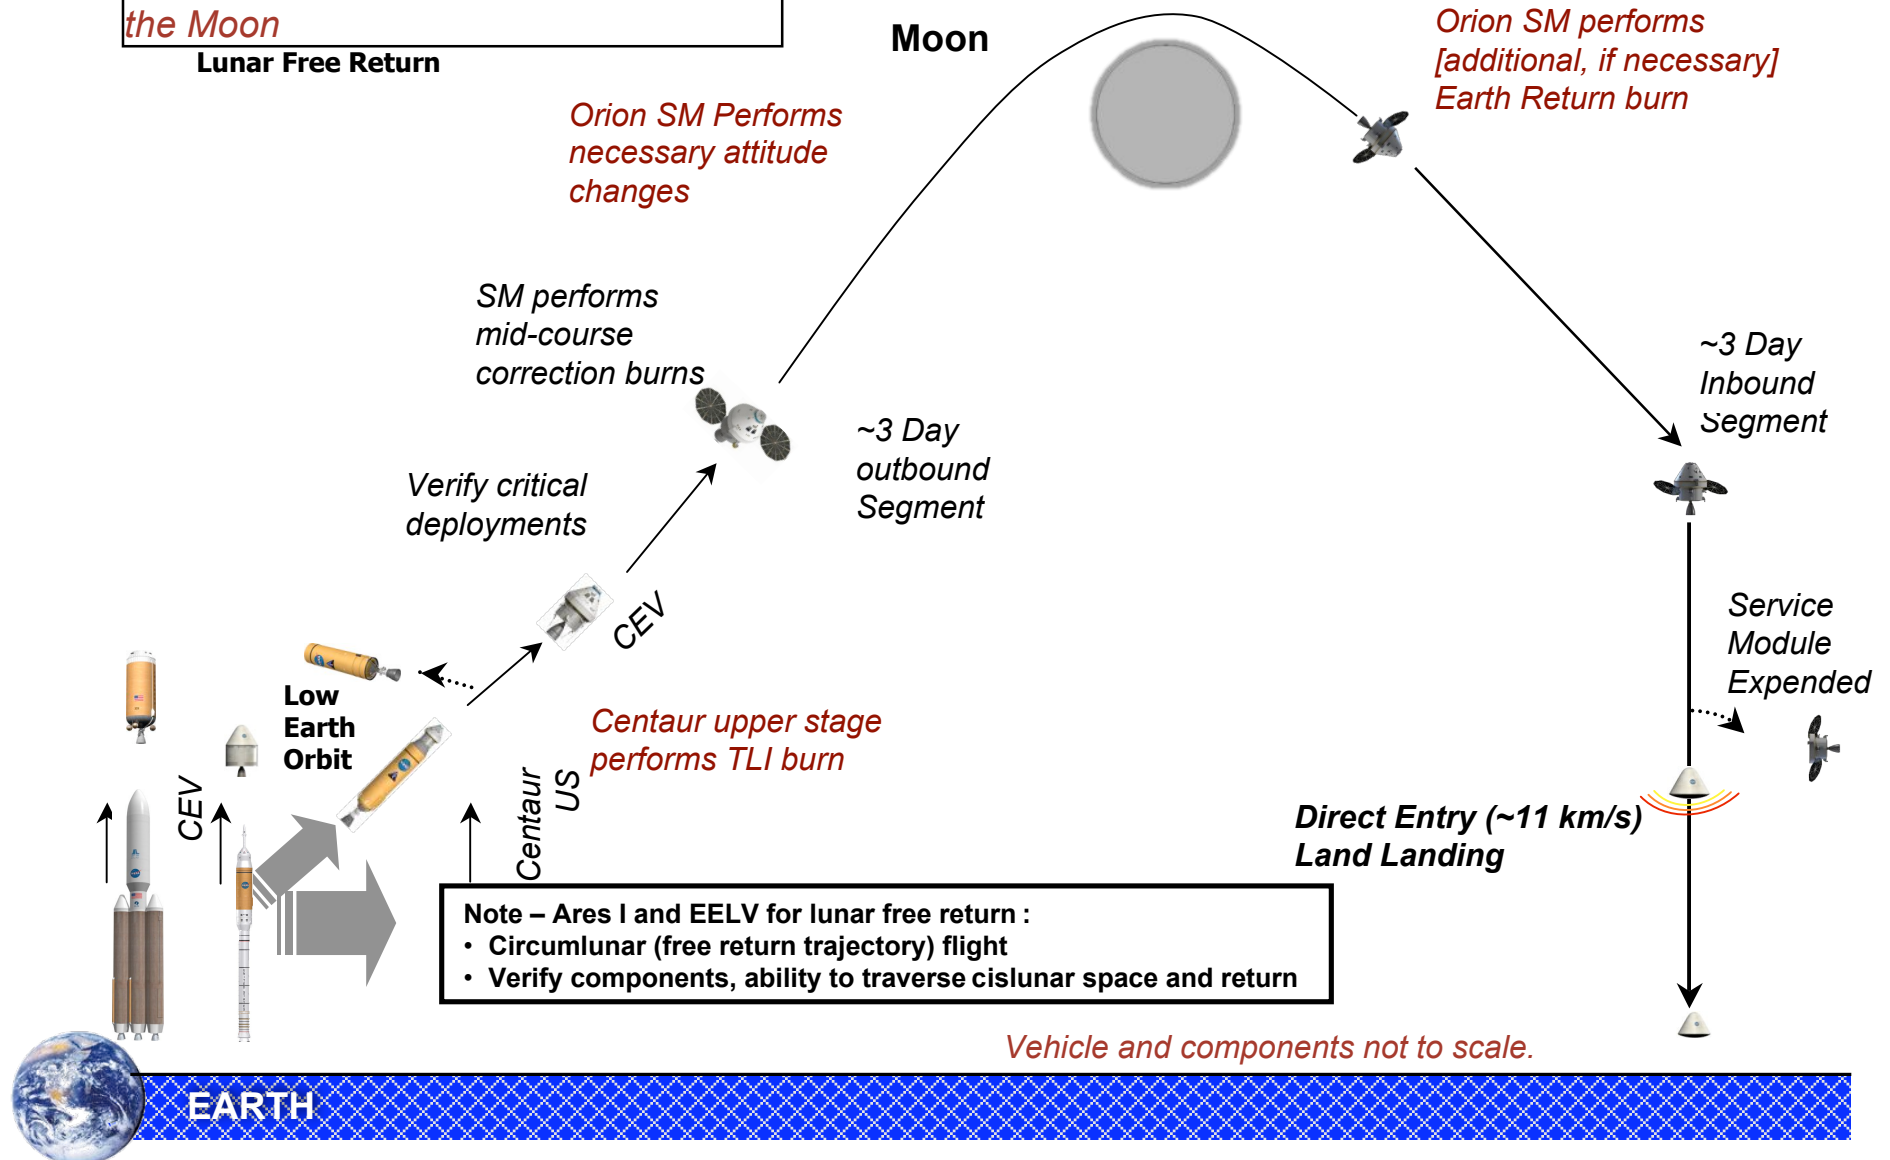 the Moon
Lunar Free Return
Moon
Orion SM performs
[additional, if necessary]
Earth Return burn
Orion SM Performs
necessary attitude
changes
SM performs
mid-course
correction burns
~3 Day
Inbound
Segment
~3 Day
outbound
Segment
Verify critical
deployments
CEV
Service
Module
Expended
Low
Earth
Orbit
Centaur upper stage
performs TLI burn
CEV
Centaur
US
Direct Entry (~11 km/s)
Land Landing
Note – Ares I and EELV for lunar free return :
• Circumlunar (free return trajectory) flight
• Verify components, ability to traverse cislunar space and return
Vehicle and components not to scale.
EARTH